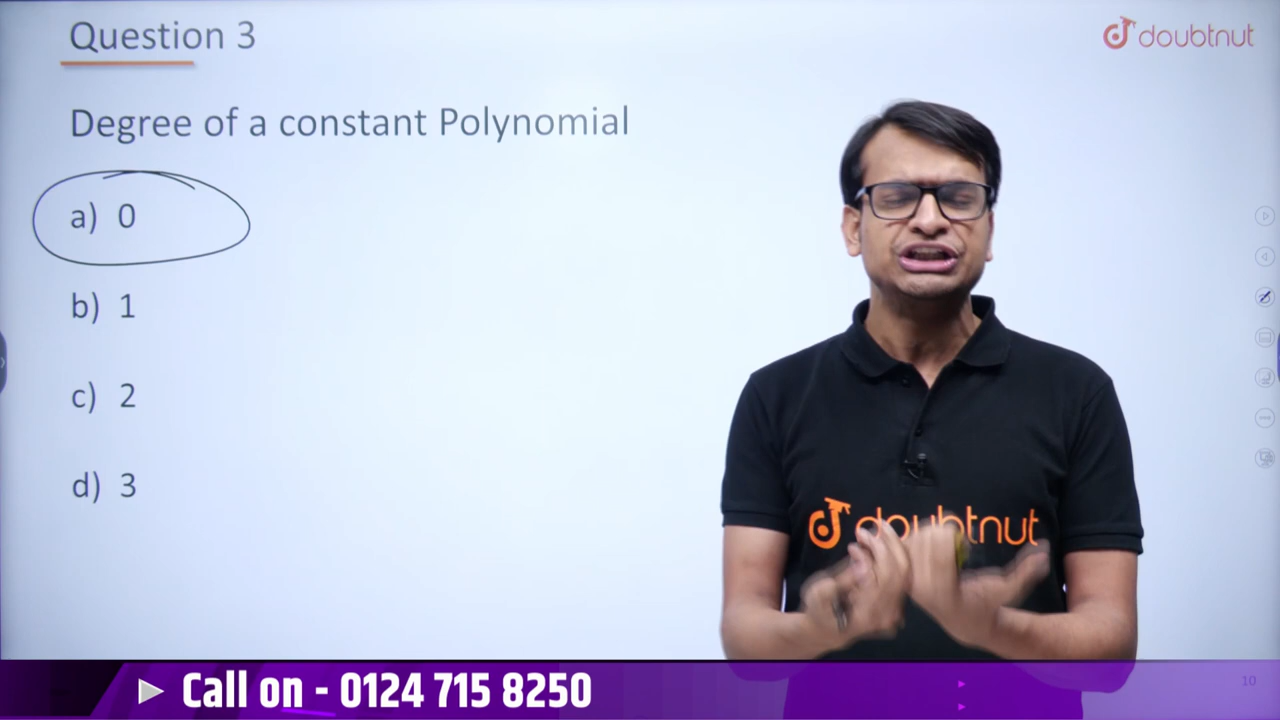 Question 3
doubtnut
Degree of a constant Polynomial
a) 0
b) 1
c) 2
d) 3
doubtnut
Call on - 0124 715 8250
10